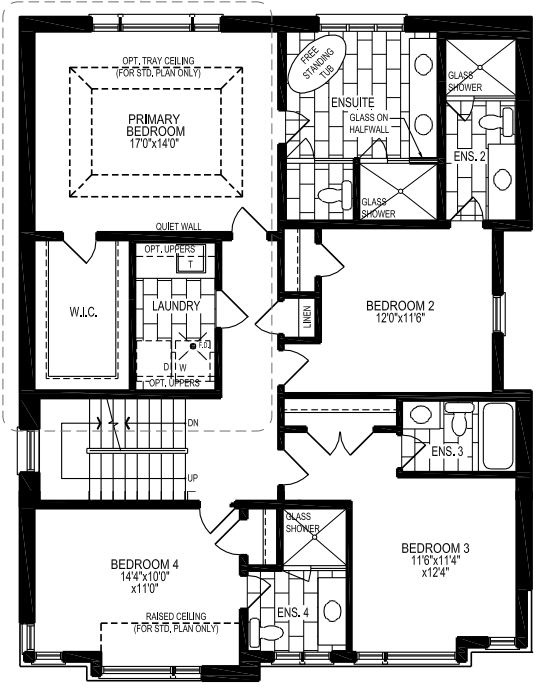 OPT. TRAY CEILING
(FOR STD. PLAN ONLY)
PRIMARY
BEDROOM
17'0"x14'0"
FREE
STANDING
TUB
ENSUITE
GLASS ON
HALFWALL
GLASS
SHOWER
ENS. 2
GLASS
SHOWER
QUIET WALL
OPT. UPPERS
T
LAUNDRY
W.I.C.
F.D.
D
W
OPT. UPPERS
LINEN
BEDROOM 2
12'0"x11'6"
DN
UP
ENS. 3
GLASS
SHOWER
BEDROOM 3
11'6"x11'4"
x12'4"
BEDROOM 4
14'4"x10'0"
x11'0"
ENS. 4
RAISED CEILING
(FOR STD. PLAN ONLY)